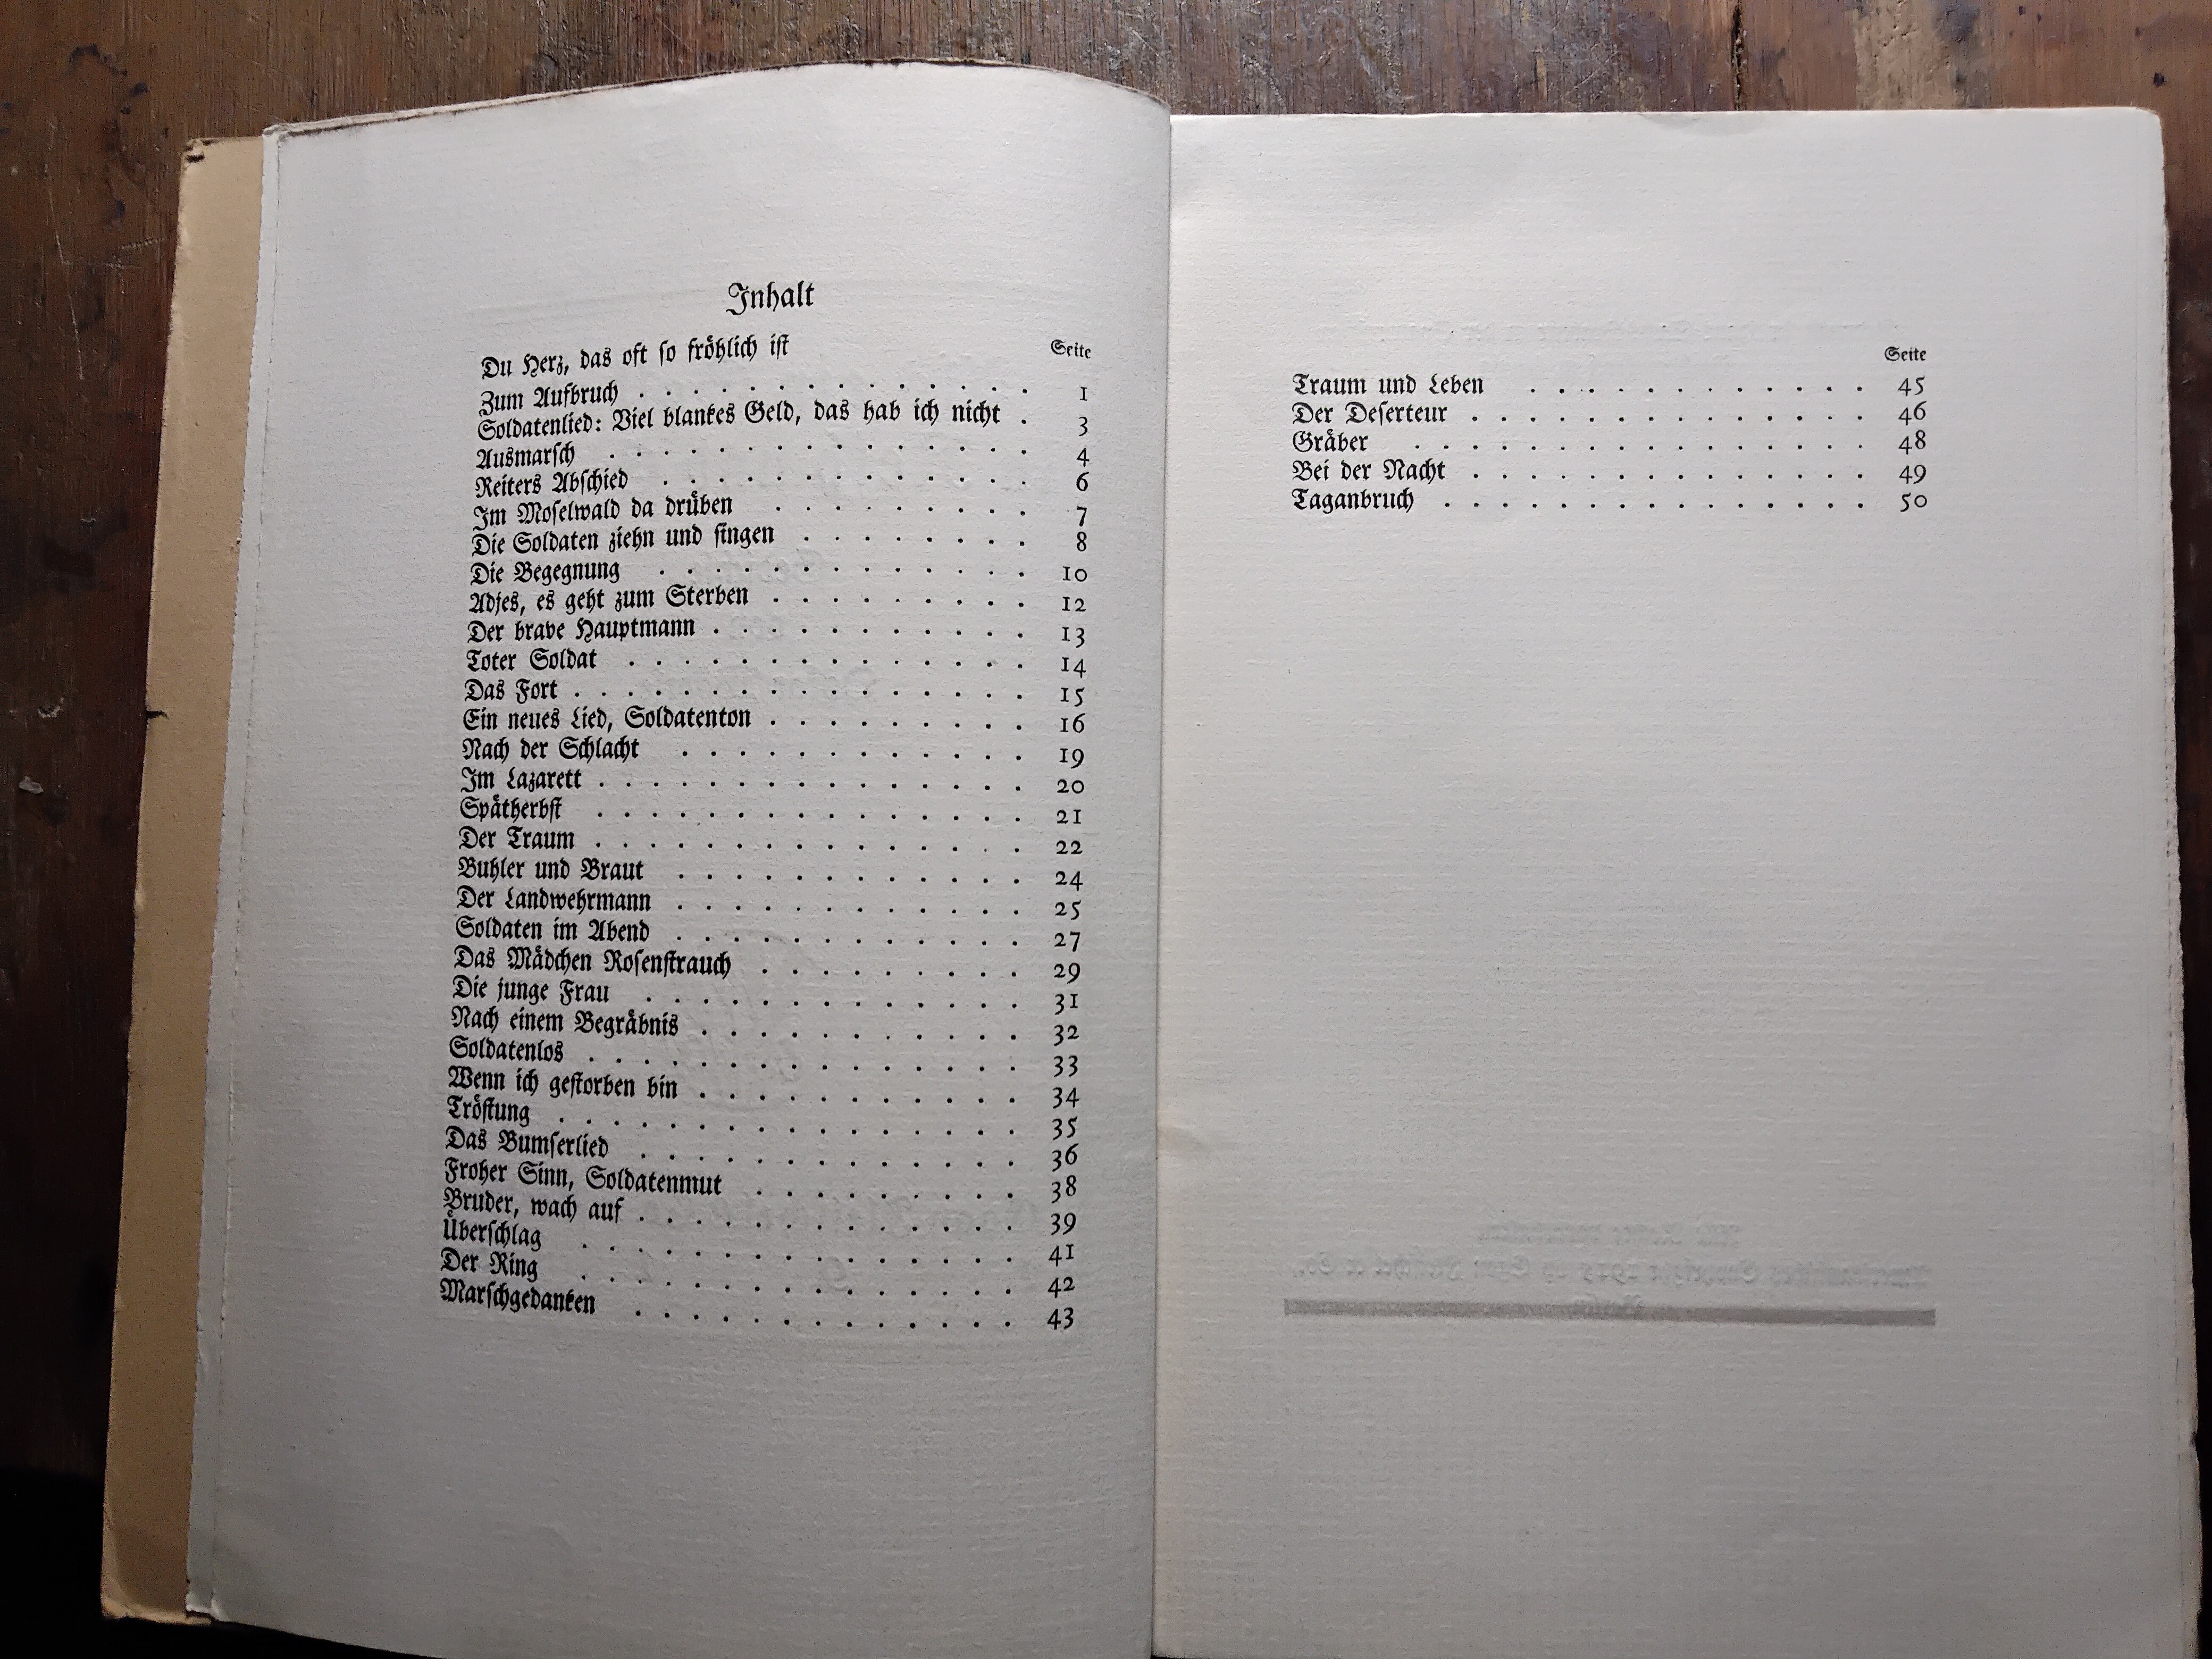 Inhalt
Seite
Du Herz, das oft so fröhlich ist
Zum Aufbruch . . . . . . . . . . . . . . 1
Soldatenlied: Viel blankes Geld, das hab ich nicht . 3
Ausmarsch . . . . . . . . . . . . . . . 4
Reiters Abschied . . . . . . . . . . . . . 6
Im Moselwald da drüben . . . . . . . . . 7
Die Soldaten ziehn und singen . . . . . . . . 8
Die Begegnung . . . . . . . . . . . . . 10
Adjes, es geht zum Sterben . . . . . . . . . 12
Der brave Hauptmann . . . . . . . . . . . 13
Toter Soldat . . . . . . . . . . . . . . 14
Das Fort . . . . . . . . . . . . . . . . 15
Ein neues Lied, Soldatenton . . . . . . . . . 16
Nach der Schlacht . . . . . . . . . . . . 19
Im Lazarett . . . . . . . . . . . . . . . 20
Spätherbst . . . . . . . . . . . . . . . 21
Der Traum . . . . . . . . . . . . . . . 22
Buhler und Braut . . . . . . . . . . . . 24
Der Landwehrmann . . . . . . . . . . . . 25
Soldaten im Abend . . . . . . . . . . . . 27
Das Mädchen Rosenstrauch . . . . . . . . . 29
Die junge Frau . . . . . . . . . . . . . 31
Nach einem Begräbnis . . . . . . . . . . . 32
Soldatenlos . . . . . . . . . . . . . . . 33
Wenn ich gestorben bin . . . . . . . . . . . 34
Tröstung . . . . . . . . . . . . . . . . 35
Das Bumserlied . . . . . . . . . . . . . 36
Froher Sinn, Soldatenmut . . . . . . . . . 38
Bruder, wach auf . . . . . . . . . . . . . 39
Überschlag . . . . . . . . . . . . . . . 41
Der Ring . . . . . . . . . . . . . . . 42
Marschgedanken . . . . . . . . . . . . . 43
Seite
Traum und Leben . . . . . . . . . . . . 45
Der Deserteur . . . . . . . . . . . . . . 46
Gräber . . . . . . . . . . . . . . . . 48
Bei der Nacht . . . . . . . . . . . . . . 49
Taganbruch . . . . . . . . . . . . . . . 50